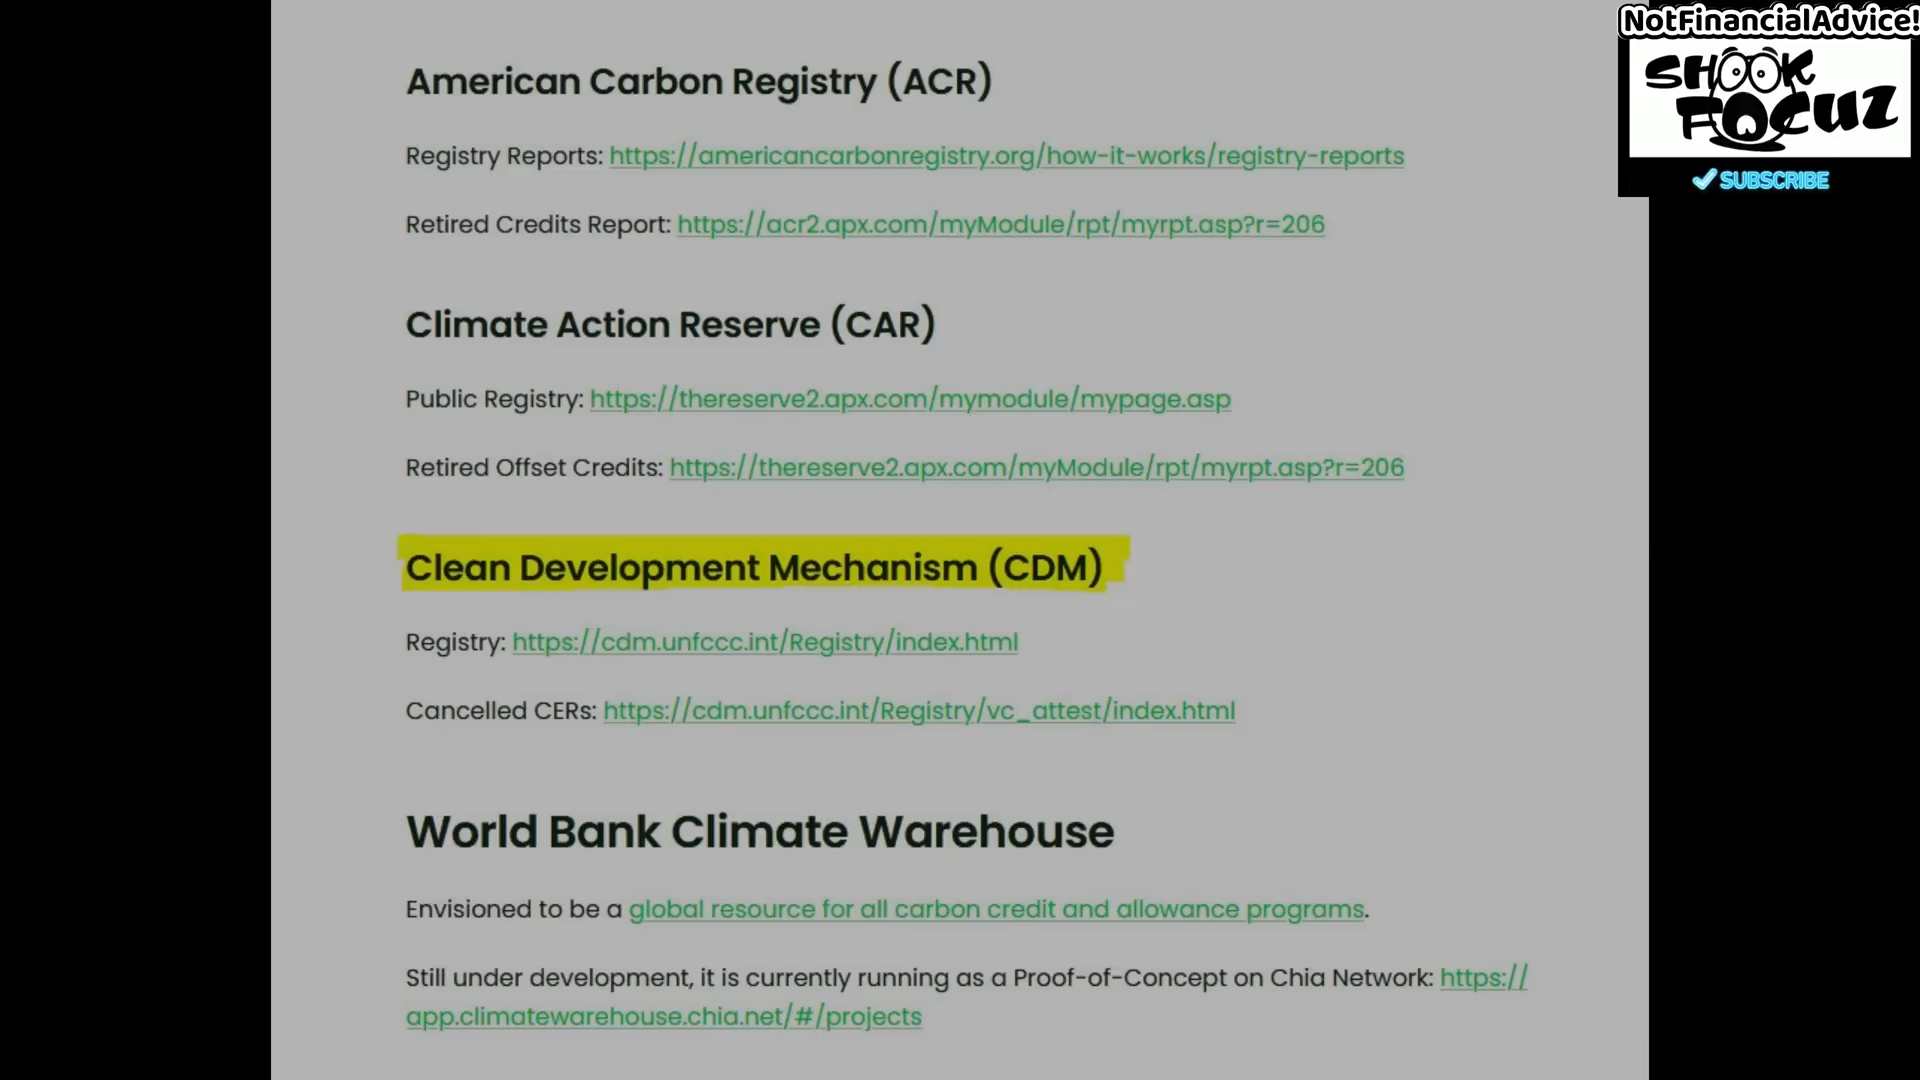 NotFinancialAdvice!
SHOOK
FOCUZ
SUBSCRIBE
American Carbon Registry (ACR)
Registry Reports: https://americancarbonregistry.org/how-it-works/registry-reports
Retired Credits Report: https://acr2.apx.com/myModule/rpt/myrpt.asp?r=206
Climate Action Reserve (CAR)
Public Registry: https://thereserve2.apx.com/mymodule/mypage.asp
Retired Offset Credits: https://thereserve2.apx.com/myModule/rpt/myrpt.asp?r=206
Clean Development Mechanism (CDM)
Registry: https://cdm.unfccc.int/Registry/index.html
Cancelled CERs: https://cdm.unfccc.int/Registry/vc_attest/index.html
World Bank Climate Warehouse
Envisioned to be a global resource for all carbon credit and allowance programs.
Still under development, it is currently running as a Proof-of-Concept on Chia Network: https://
app.climatewarehouse.chia.net/#/projects